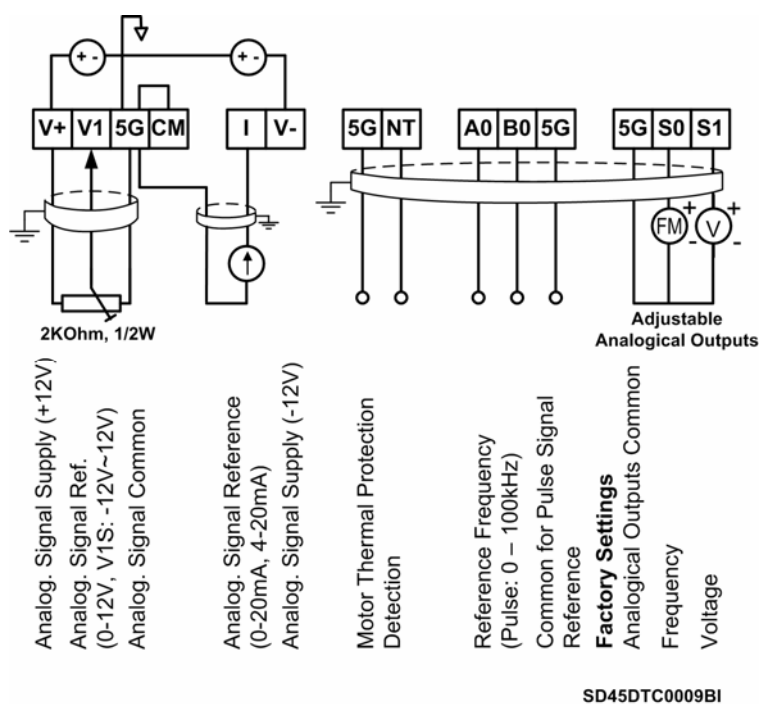 + -
+ -
V+ V1 5G CM
I V-
5G NT
A0 B0 5G
5G S0 S1
FM + -
V + -
2KOhm, 1/2W
Adjustable
Analogical Outputs
Analog. Signal Supply (+12V)
Analog. Signal Ref.
(0-12V, V1S: -12V~12V)
Analog. Signal Common
Analog. Signal Reference
(0-20mA, 4-20mA)
Analog. Signal Supply (-12V)
Motor Thermal Protection
Detection
Reference Frequency
(Pulse: 0 – 100kHz)
Common for Pulse Signal
Reference
Factory Settings
Analogical Outputs Common
Frequency
Voltage
SD45DTC0009BI